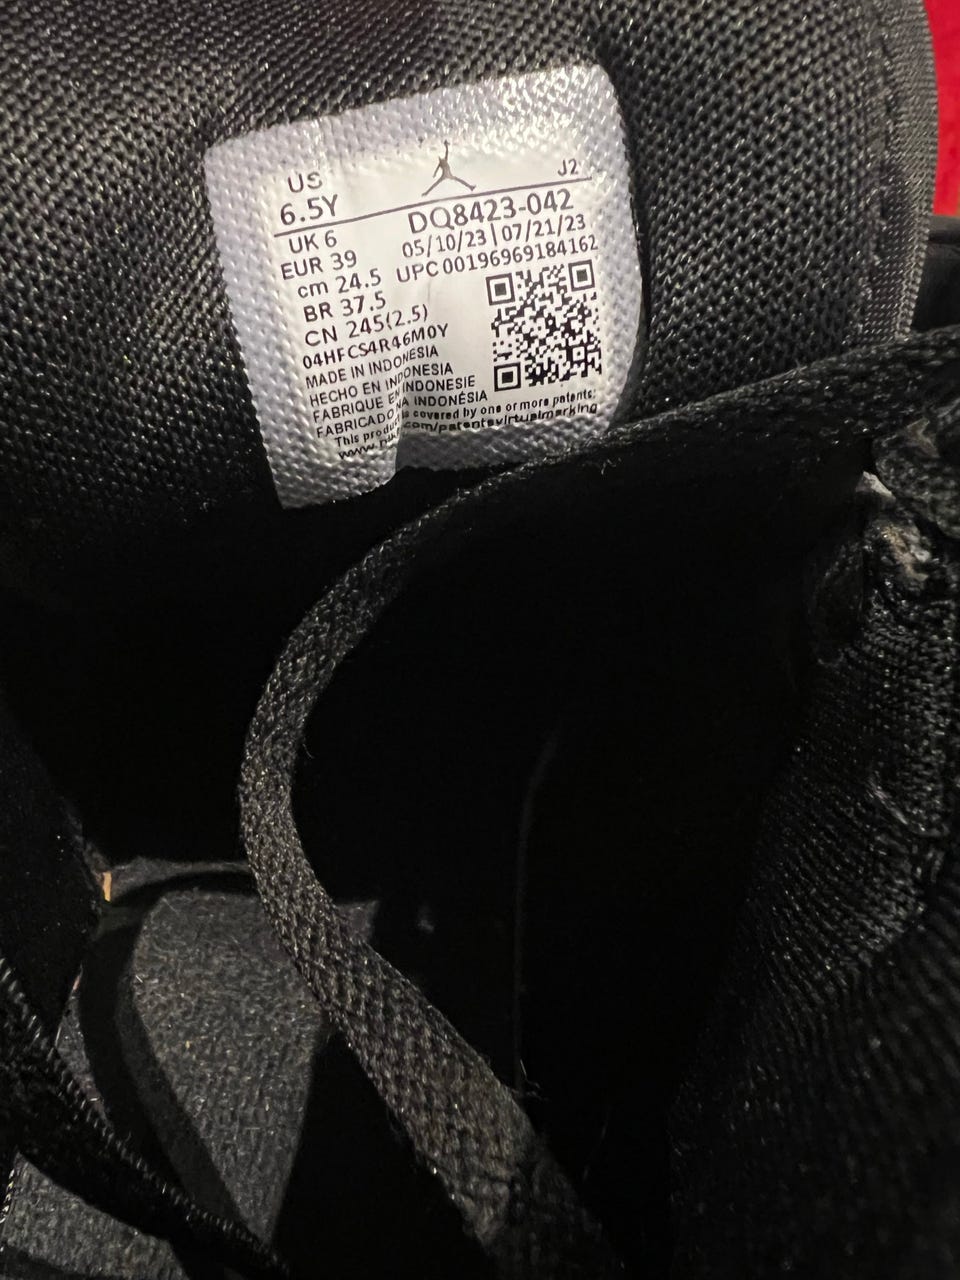 US
6.5Y
J2
DQ8423-042
05/10/23 | 07/21/23
UPC 00196969184162
UK 6
EUR 39
cm 24.5
BR 37.5
CN 245(2.5)
04HFCS4R46M0Y
MADE IN INDONESIA
HECHO EN INDONESIA
FABRIQUE EN INDONESIE
FABRICADO NA INDONÉSIA
This covered by one or more patents: